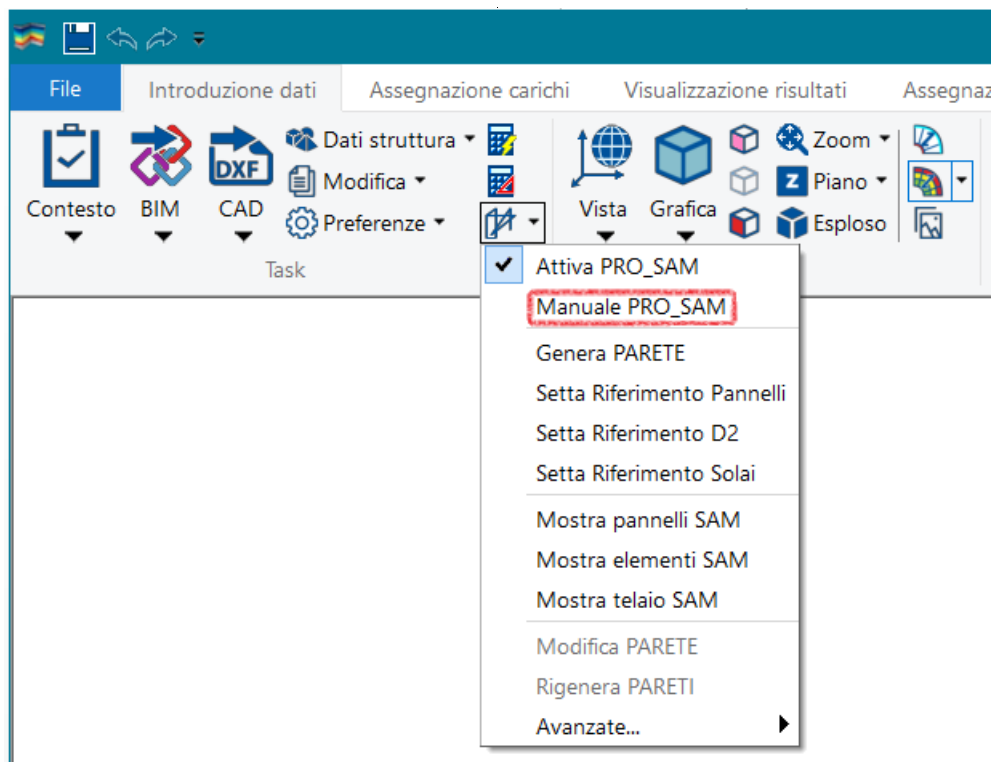 File Introduzione dati Assegnazione carichi Visualizzazione risultati Assegnaz
DXF
Contesto BIM CAD
Dati struttura
Modifica
Preferenze
Task
Vista Grafica
Zoom
Z Piano
Esploso
Attiva PRO_SAM
Manuale PRO_SAM
Genera PARETE
Setta Riferimento Pannelli
Setta Riferimento D2
Setta Riferimento Solai
Mostra pannelli SAM
Mostra elementi SAM
Mostra telaio SAM
Modifica PARETE
Rigenera PARETI
Avanzate...